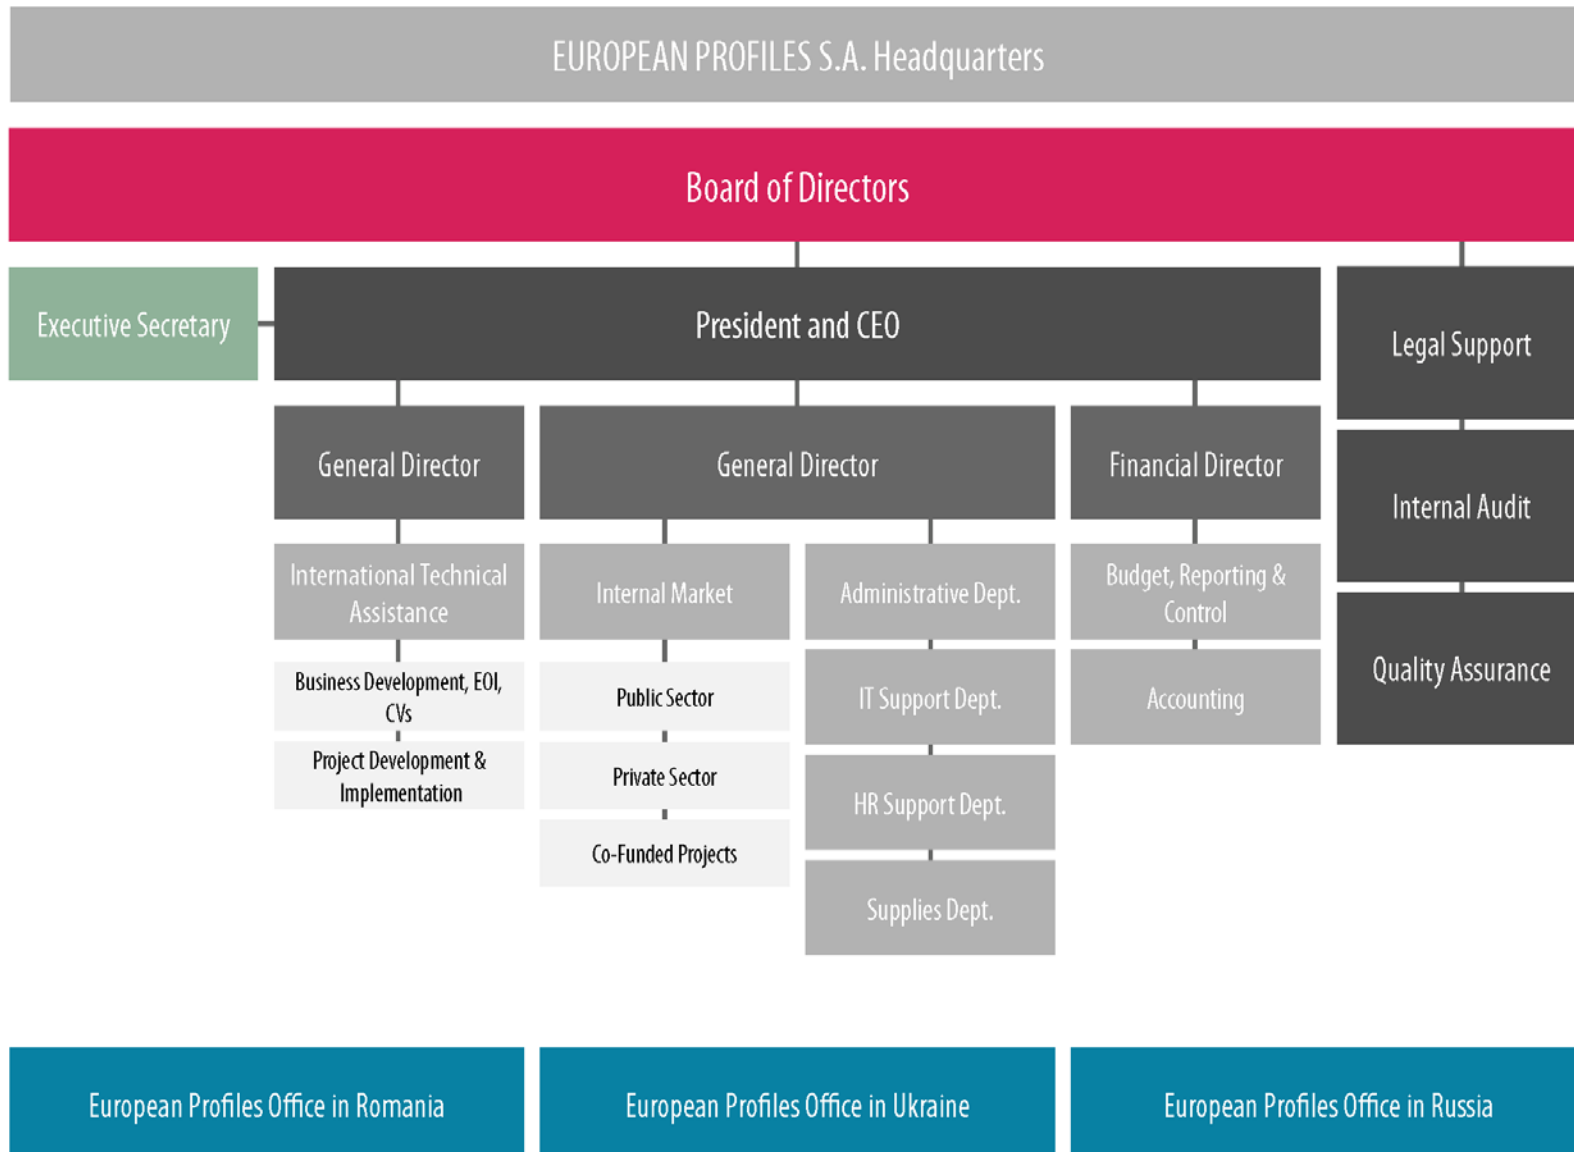 EUROPEAN PROFILES S.A. Headquarters
Board of Directors
Executive Secretary
President and CEO
Legal Support
General Director
General Director
Financial Director
Internal Audit
International Technical
Assistance
Internal Market
Administrative Dept.
Budget, Reporting &
Control
Quality Assurance
Business Development, EOI,
CVs
Public Sector
IT Support Dept.
Accounting
Project Development &
Implementation
Private Sector
HR Support Dept.
Co-Funded Projects
Supplies Dept.
European Profiles Office in Romania
European Profiles Office in Ukraine
European Profiles Office in Russia